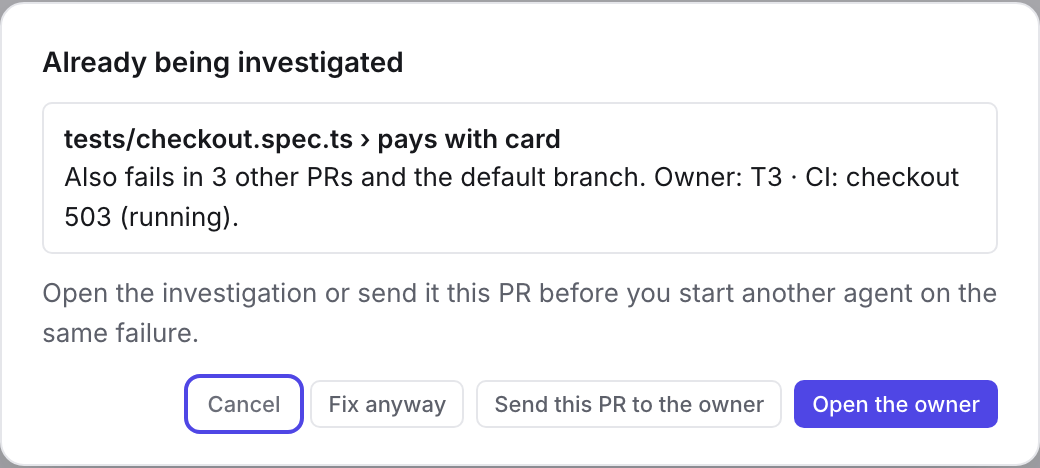 Already being investigated
tests/checkout.spec.ts › pays with card
Also fails in 3 other PRs and the default branch. Owner: T3 · CI: checkout
503 (running).
Open the investigation or send it this PR before you start another agent on the
same failure.
Cancel
Fix anyway
Send this PR to the owner
Open the owner